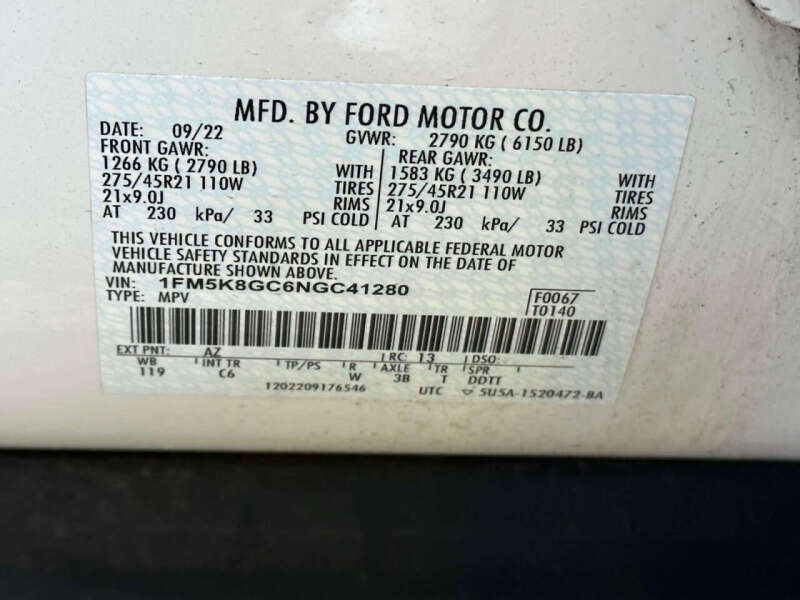 MFD. BY FORD MOTOR CO.
DATE: 09/22 GVWR: 2790 KG ( 6150 LB)
FRONT GAWR: REAR GAWR:
1266 KG ( 2790 LB) WITH 1583 KG ( 3490 LB) WITH
275/45R21 110W TIRES 275/45R21 110W TIRES
21x9.0J RIMS 21x9.0J RIMS
AT 230 kPa/ 33 PSI COLD AT 230 kPa/ 33 PSI COLD
THIS VEHICLE CONFORMS TO ALL APPLICABLE FEDERAL MOTOR
VEHICLE SAFETY STANDARDS IN EFFECT ON THE DATE OF
MANUFACTURE SHOWN ABOVE.
VIN: 1FM5K8GC6NGC41280 F0067
TYPE: MPV T0140
EXT PNT: AZ RC: 13 DSO:
WB INT TR TP/PS R AXLE TR SPR
119 C6 W 3B T DDTT
1202209176546 UTC ▽ 5U5A-1520472-BA